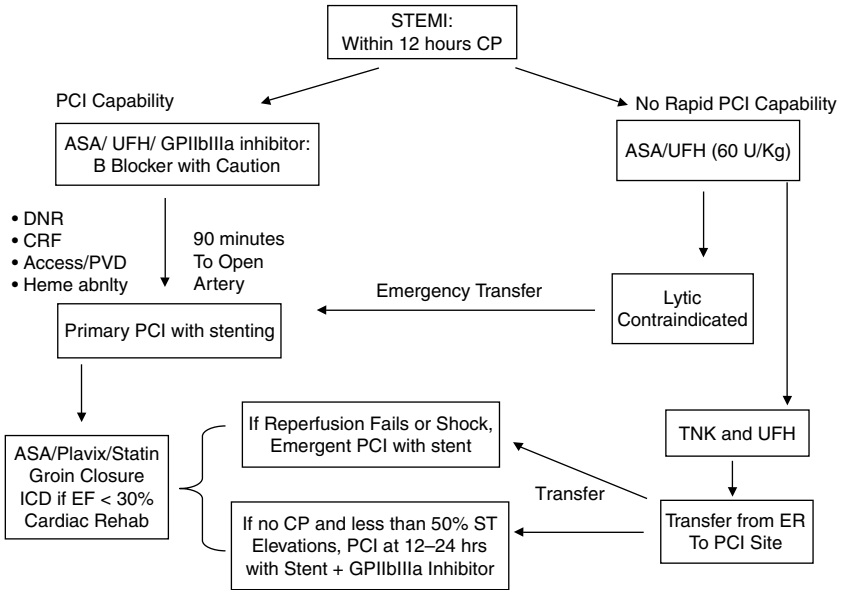 STEMI:
Within 12 hours CP
PCI Capability
No Rapid PCI Capability
ASA/ UFH/ GPIIbIIIa inhibitor:
B Blocker with Caution
ASA/UFH (60 U/Kg)
• DNR
• CRF
• Access/PVD
• Heme abnlty
90 minutes
To Open
Artery
Emergency Transfer
Lytic
Contraindicated
Primary PCI with stenting
If Reperfusion Fails or Shock,
Emergent PCI with stent
TNK and UFH
ASA/Plavix/Statin
Groin Closure
ICD if EF < 30%
Cardiac Rehab
Transfer
If no CP and less than 50% ST
Elevations, PCI at 12–24 hrs
with Stent + GPIIbIIIa Inhibitor
Transfer from ER
To PCI Site